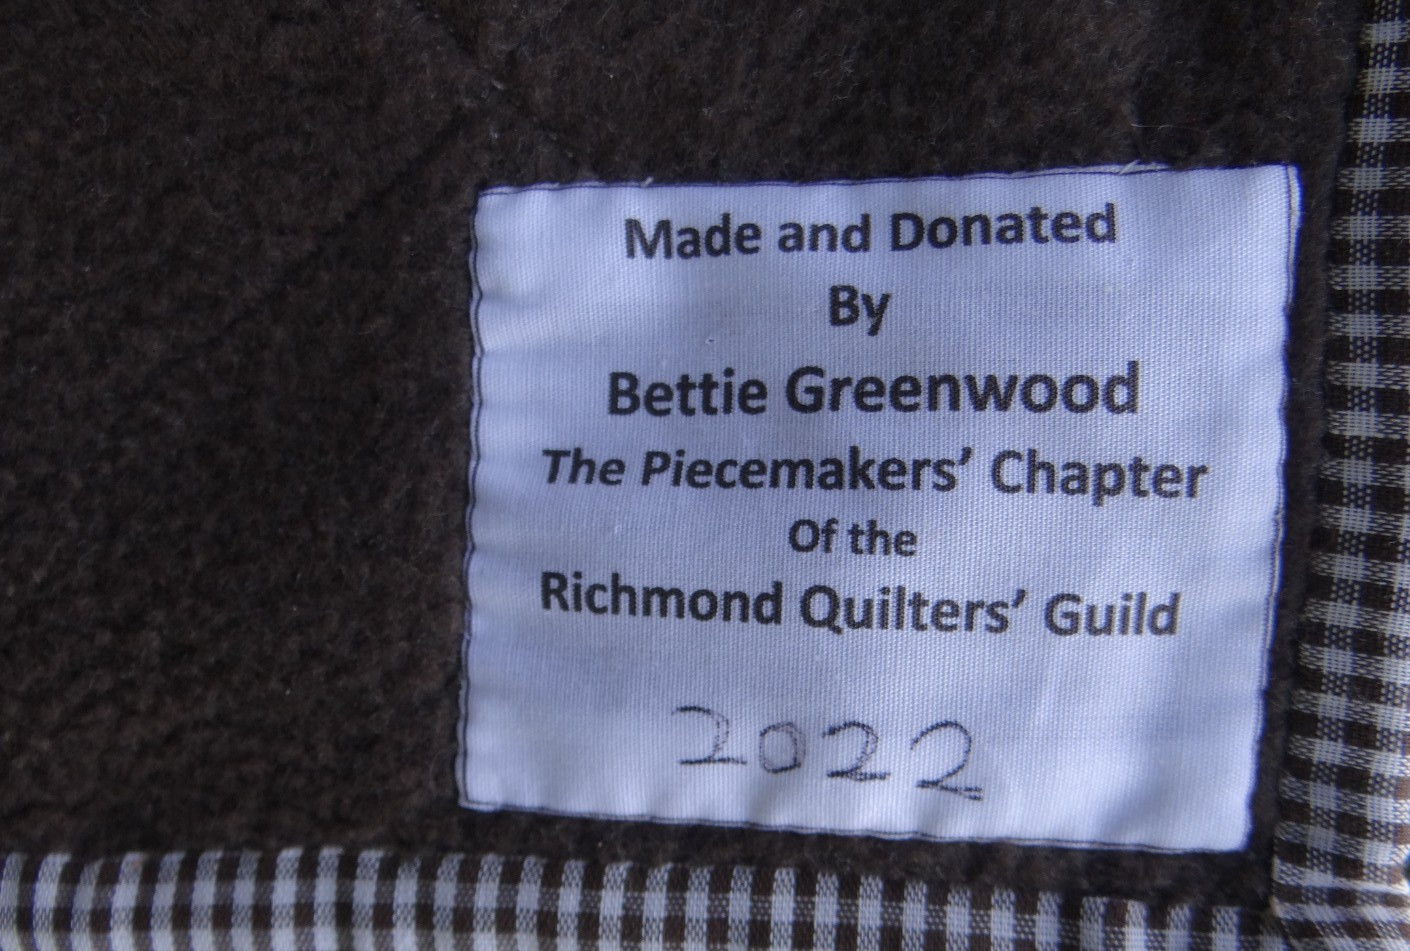 Made and Donated
By
Bettie Greenwood
The Piecemakers’ Chapter
Of the
Richmond Quilters’ Guild
2022